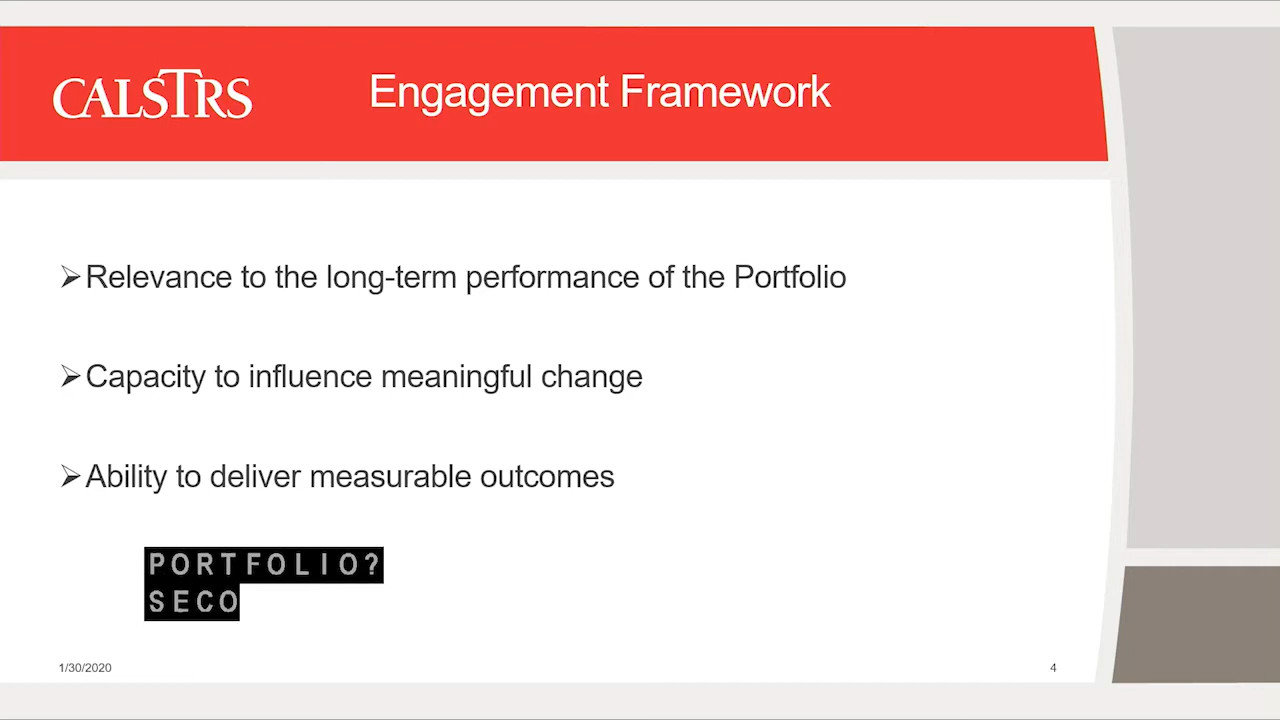 CALSTRS
Engagement Framework
➢Relevance to the long-term performance of the Portfolio
➢Capacity to influence meaningful change
➢Ability to deliver measurable outcomes
PORTFOLIO?
SECO
1/30/2020
4